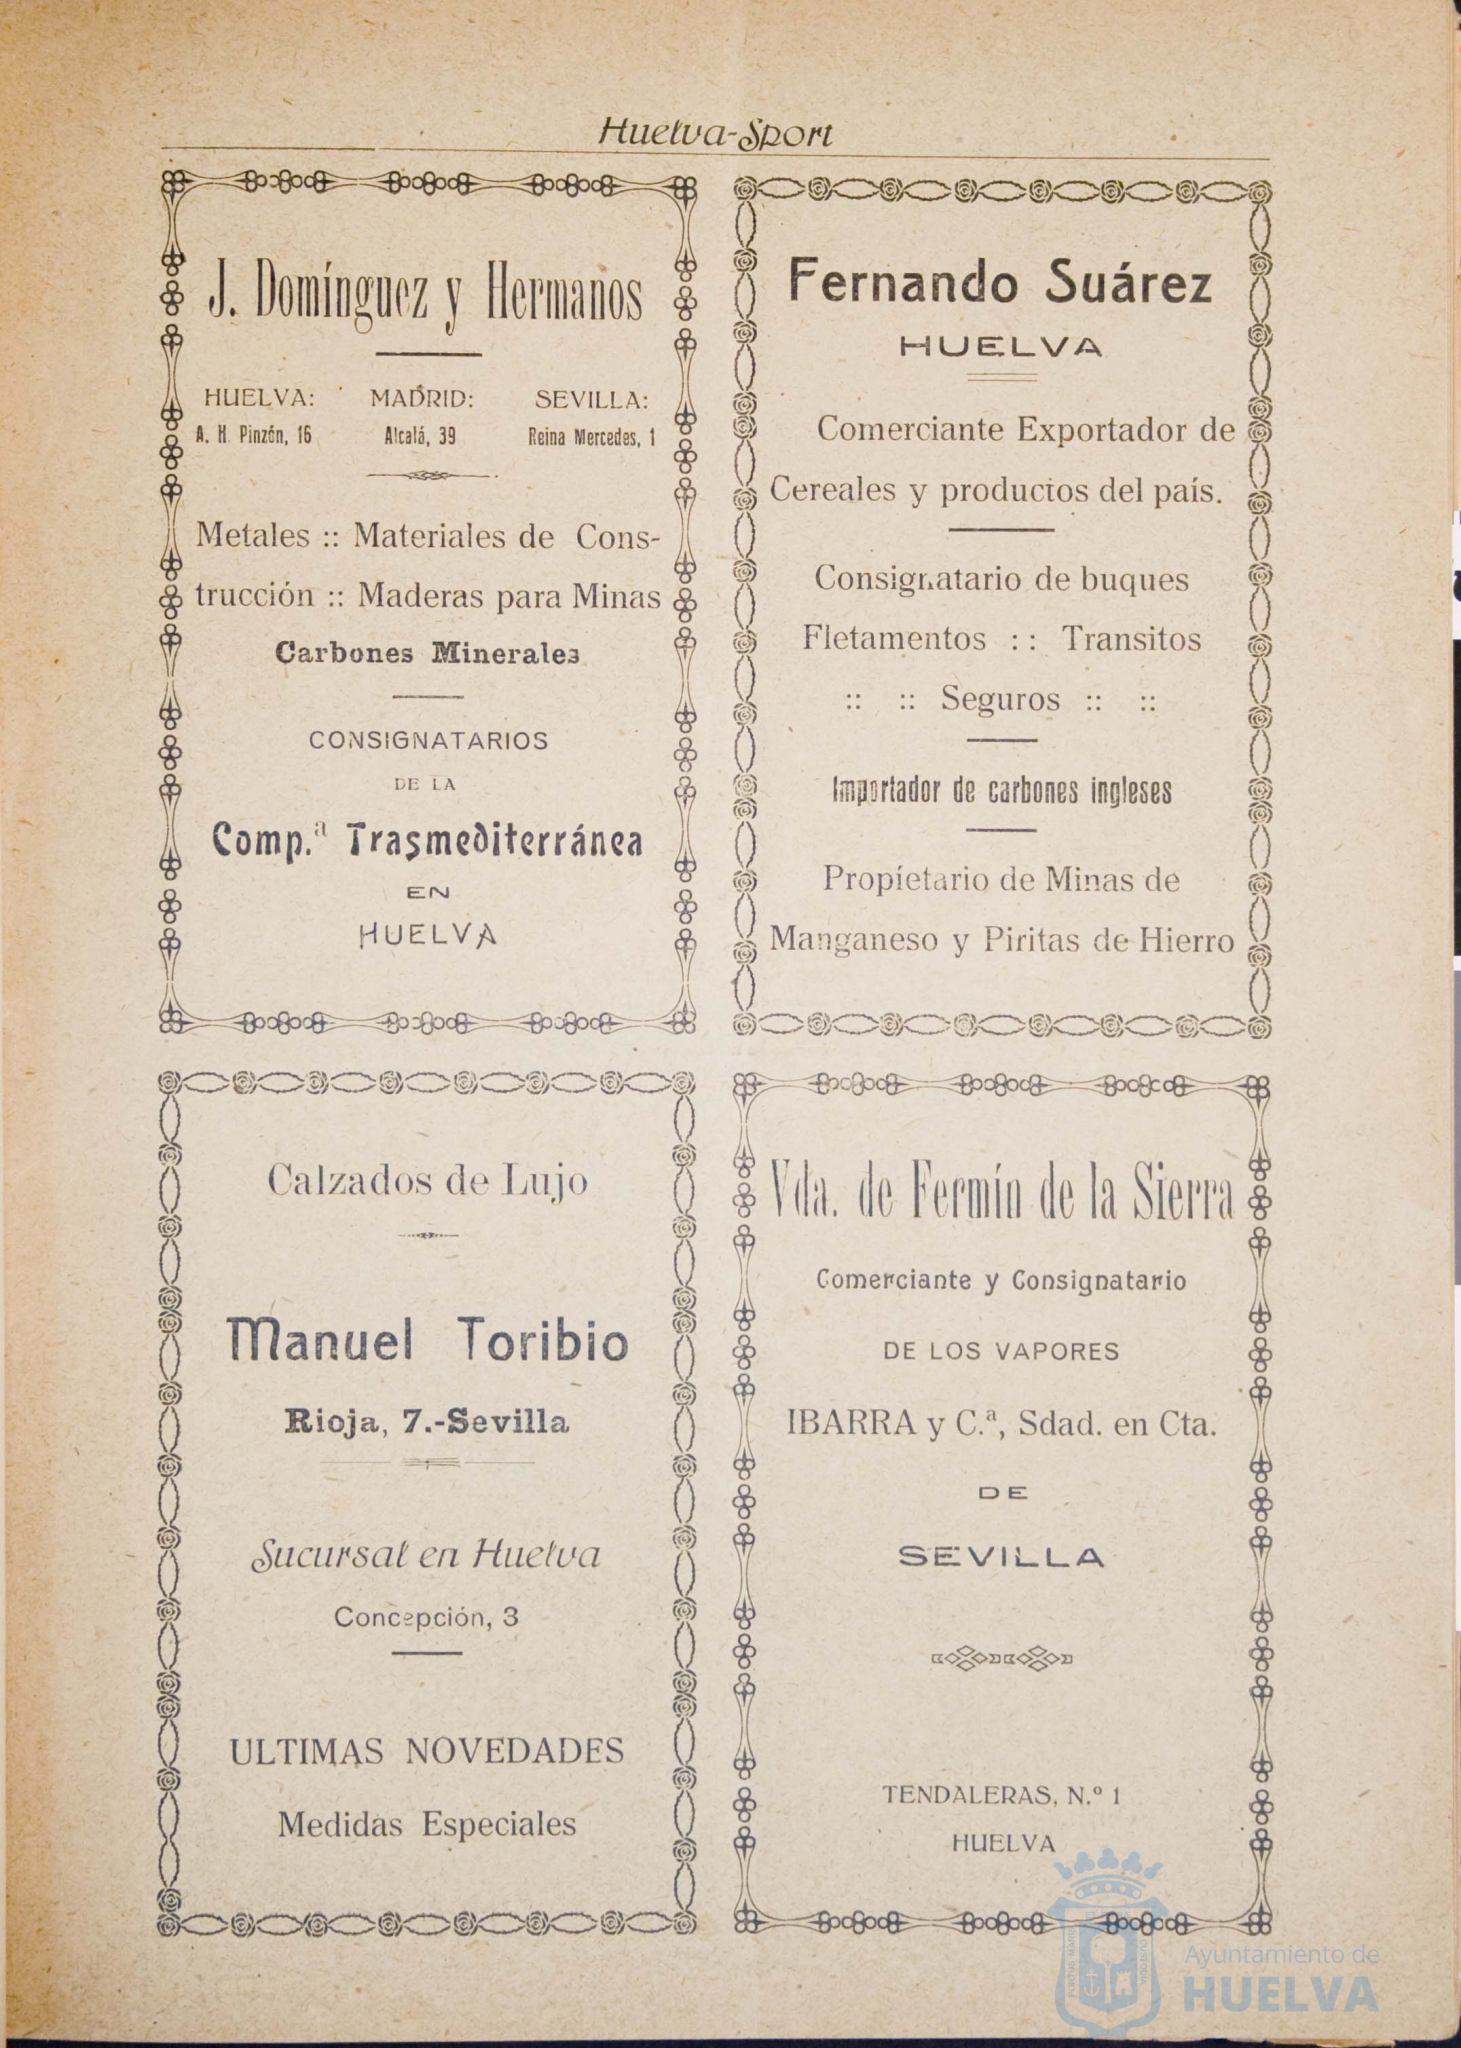 Huelva-Sport
J. Domínguez y Hermanos
HUELVA:
A. H. Pinzón, 16
MADRID:
Alcalá, 39
SEVILLA:
Reina Mercedes, 1
Metales :: Materiales de Cons-
trucción :: Maderas para Minas
Carbones Minerales
CONSIGNATARIOS
DE LA
Comp.ª Trasmediterránea
EN
HUELVA
Fernando Suárez
HUELVA
Comerciante Exportador de
Cereales y productos del país.
Consignatario de buques
Fletamentos :: Transitos
:: :: Seguros :: ::
Importador de carbones ingleses
Propietario de Minas de
Manganeso y Piritas de Hierro
Calzados de Lujo
Manuel Toribio
Rioja, 7.-Sevilla
Sucursal en Huelva
Concepción, 3
ULTIMAS NOVEDADES
Medidas Especiales
Vda. de Fermín de la Sierra
Comerciante y Consignatario
DE LOS VAPORES
IBARRA y C.ª, Sdad. en Cta.
DE
SEVILLA
TENDALERAS, N.º 1
HUELVA
Ayuntamiento de
HUELVA